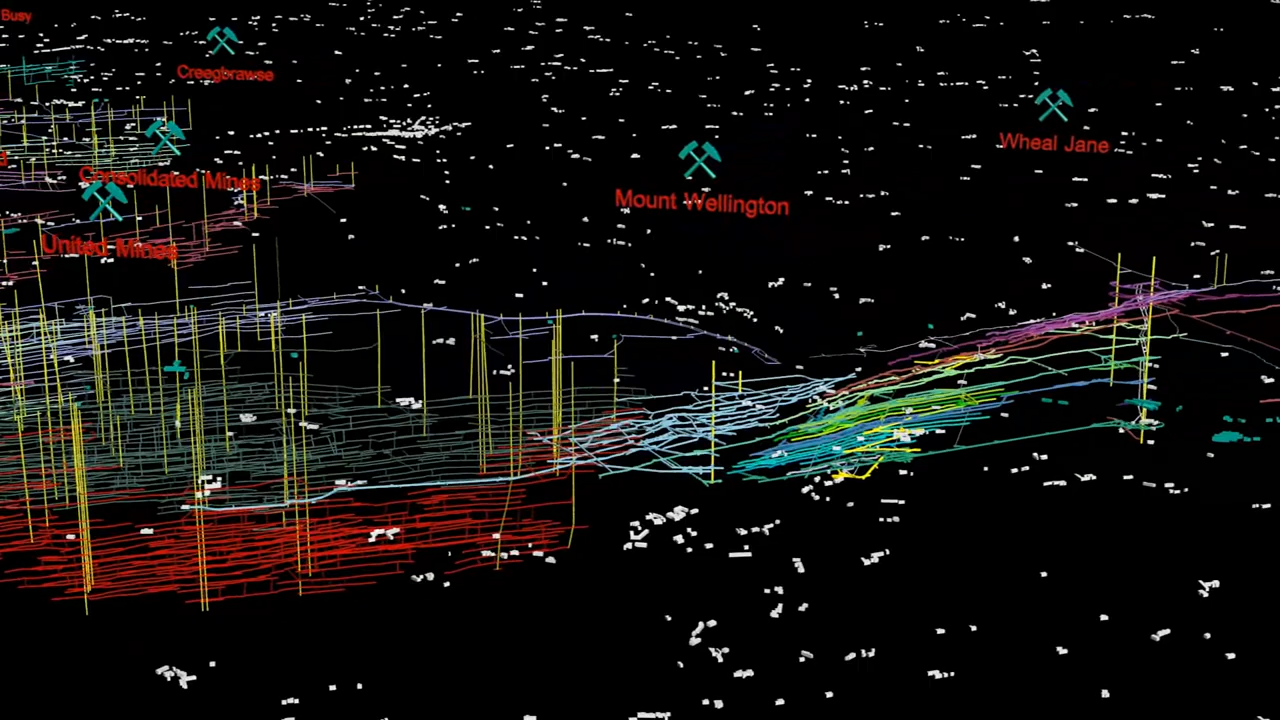 Busy
Creegbrawse
Wheal Jane
Consolidated Mines
Mount Wellington
United Mines